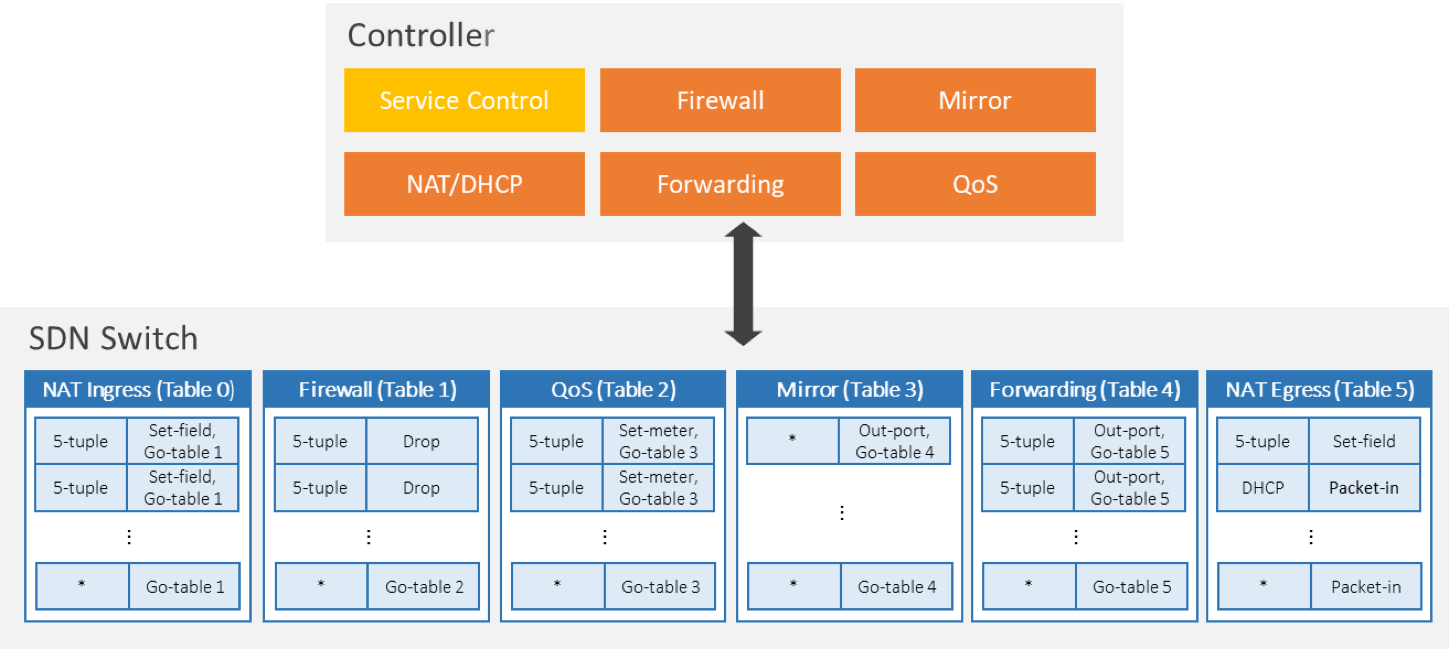 Controller
Service Control
Firewall
Mirror
NAT/DHCP
Forwarding
QoS
SDN Switch
NAT Ingress (Table 0)
5-tuple
Set-field,
Go-table 1
5-tuple
Set-field,
Go-table 1
⋮
*
Go-table 1
Firewall (Table 1)
5-tuple
Drop
5-tuple
Drop
⋮
*
Go-table 2
QoS (Table 2)
5-tuple
Set-meter,
Go-table 3
5-tuple
Set-meter,
Go-table 3
⋮
*
Go-table 3
Mirror (Table 3)
*
Out-port,
Go-table 4
⋮
*
Go-table 4
Forwarding (Table 4)
5-tuple
Out-port,
Go-table 5
5-tuple
Out-port,
Go-table 5
⋮
*
Go-table 5
NAT Egress (Table 5)
5-tuple
Set-field
DHCP
Packet-in
⋮
*
Packet-in